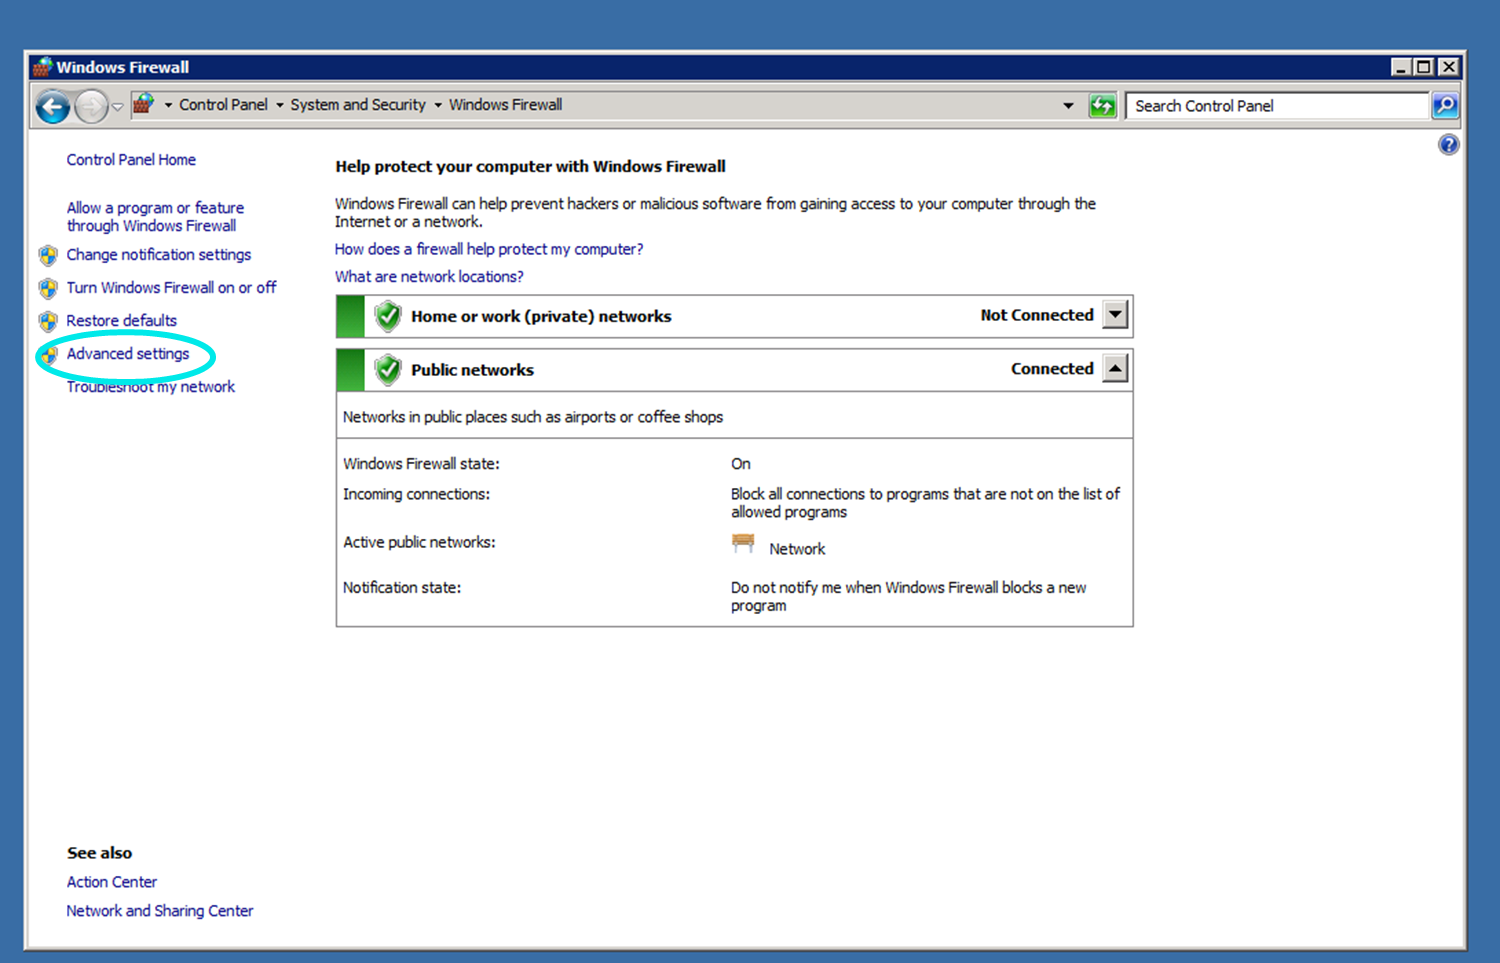 Windows Firewall
Control Panel
System and Security
Windows Firewall
Search Control Panel
Control Panel Home
Allow a program or feature
through Windows Firewall
Change notification settings
Turn Windows Firewall on or off
Restore defaults
Advanced settings
Troubleshoot my network
See also
Action Center
Network and Sharing Center
Help protect your computer with Windows Firewall
Windows Firewall can help prevent hackers or malicious software from gaining access to your computer through the
Internet or a network.
How does a firewall help protect my computer?
What are network locations?
Home or work (private) networks Not Connected
Public networks Connected
Networks in public places such as airports or coffee shops
Windows Firewall state: On
Incoming connections: Block all connections to programs that are not on the list of
allowed programs
Active public networks: Network
Notification state: Do not notify me when Windows Firewall blocks a new
program